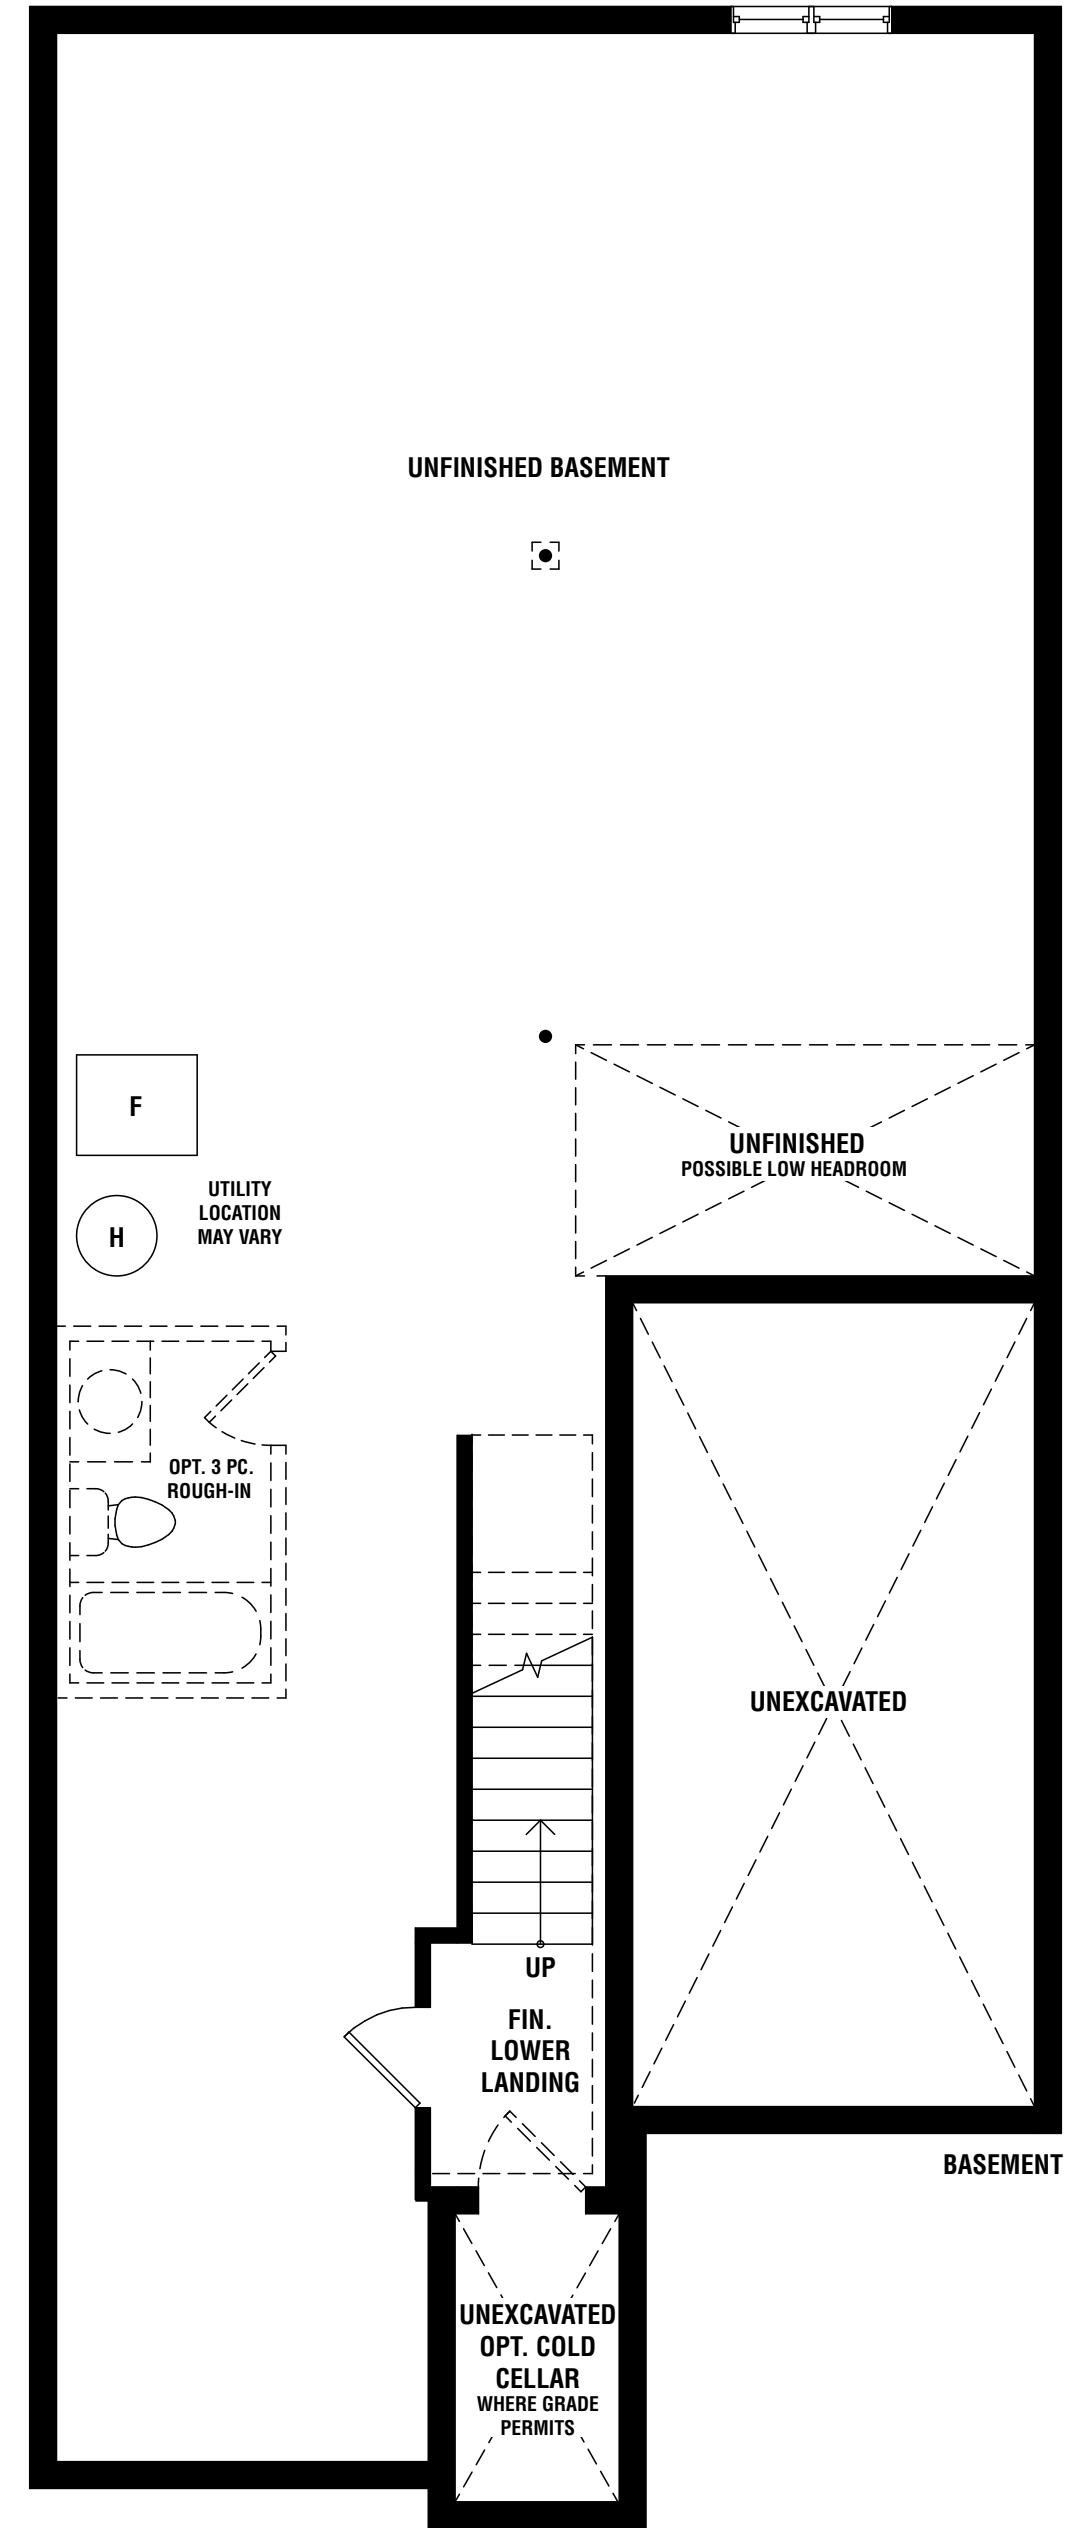 UNFINISHED BASEMENT
F
UNFINISHED
POSSIBLE LOW HEADROOM
UTILITY
LOCATION
MAY VARY
H
OPT. 3 PC.
ROUGH-IN
UNEXCAVATED
UP
FIN.
LOWER
LANDING
BASEMENT
UNEXCAVATED
OPT. COLD
CELLAR
WHERE GRADE
PERMITS